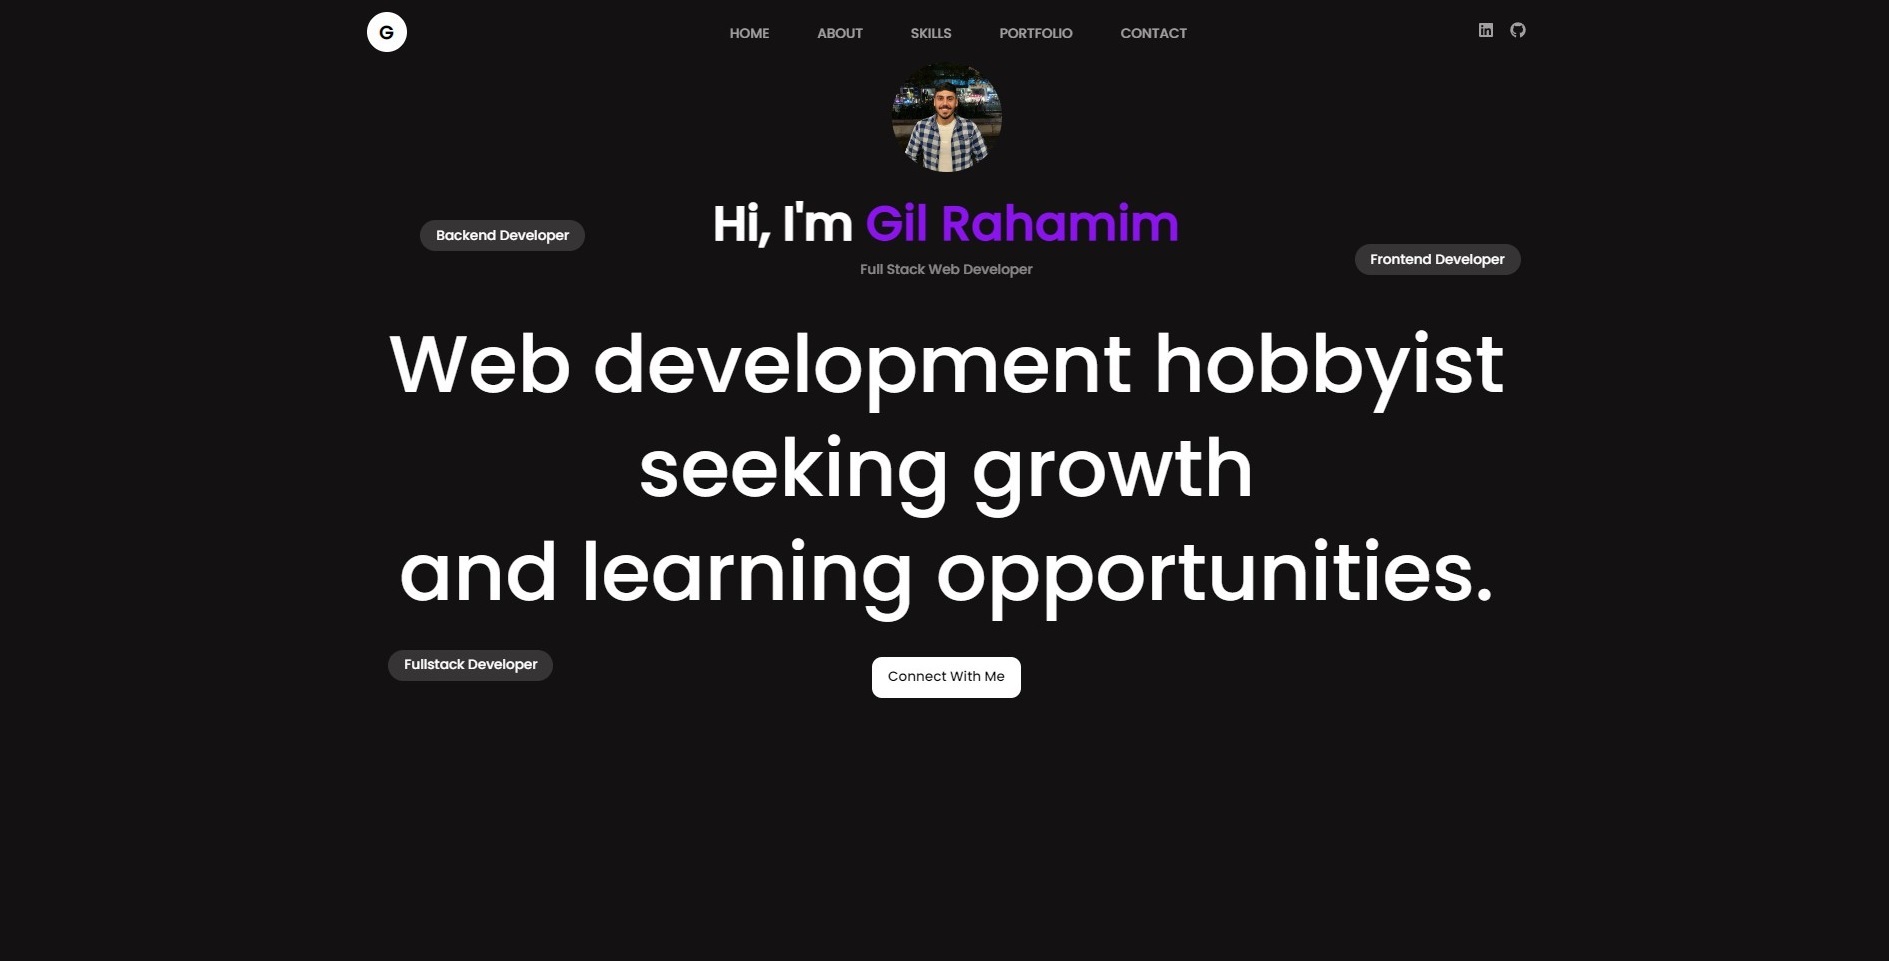 G
HOME ABOUT SKILLS PORTFOLIO CONTACT
Hi, I'm Gil Rahamim
Backend Developer
Frontend Developer
Full Stack Web Developer
Web development hobbyist
seeking growth
and learning opportunities.
Fullstack Developer
Connect With Me